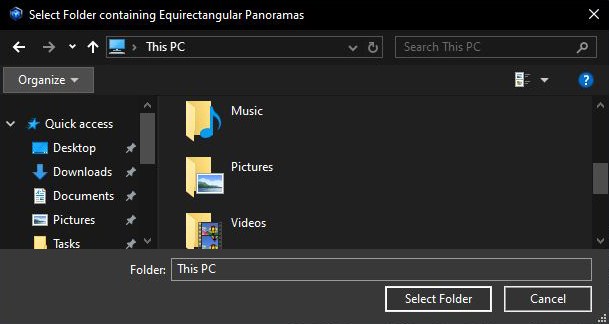 Select Folder containing Equirectangular Panoramas
This PC
Search This PC
Organize
Quick access
Desktop
Downloads
Documents
Pictures
Tasks
Music
Pictures
Videos
Folder: This PC
Select Folder Cancel